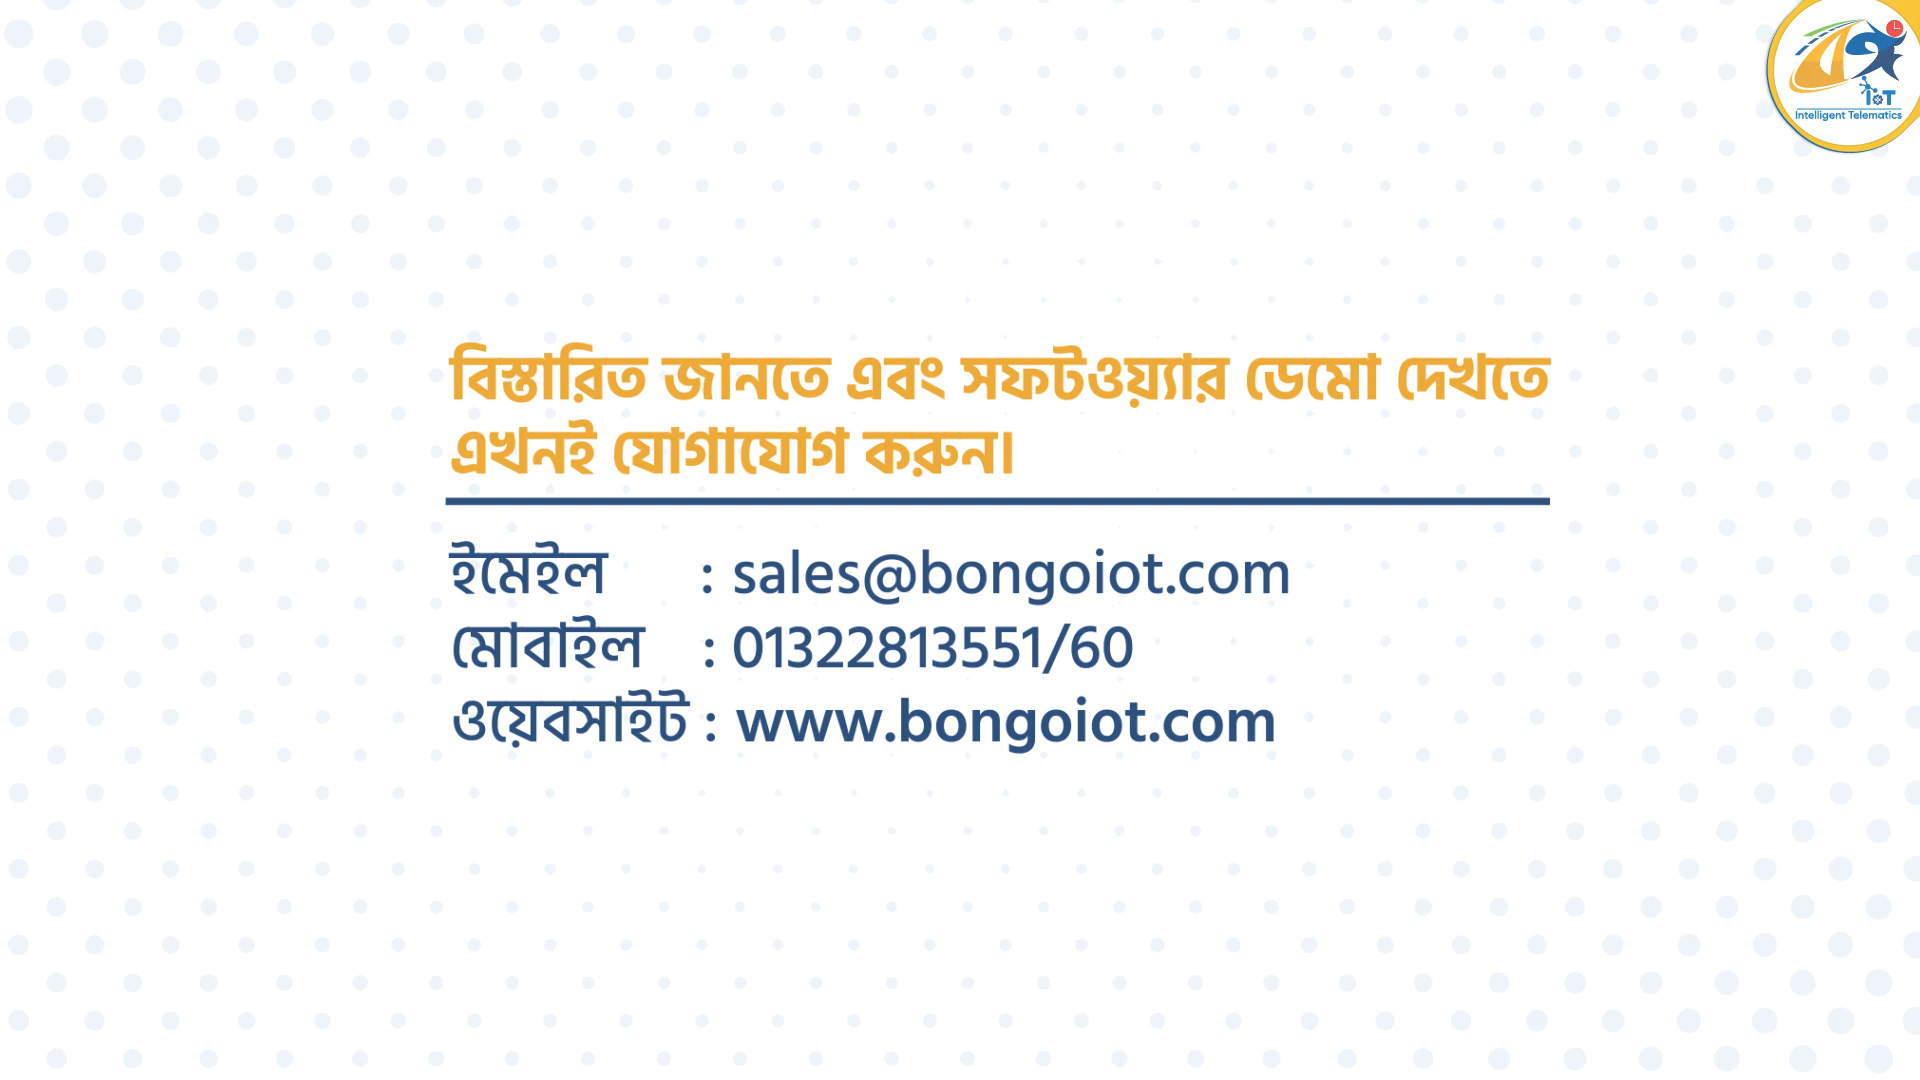 IoT
Intelligent Telematics
বিস্তারিত জানতে এবং সফটওয়্যার ডেমো দেখতে
এখনই যোগাযোগ করুন।
ইমেইল : sales@bongoiot.com
মোবাইল : 01322813551/60
ওয়েবসাইট : www.bongoiot.com